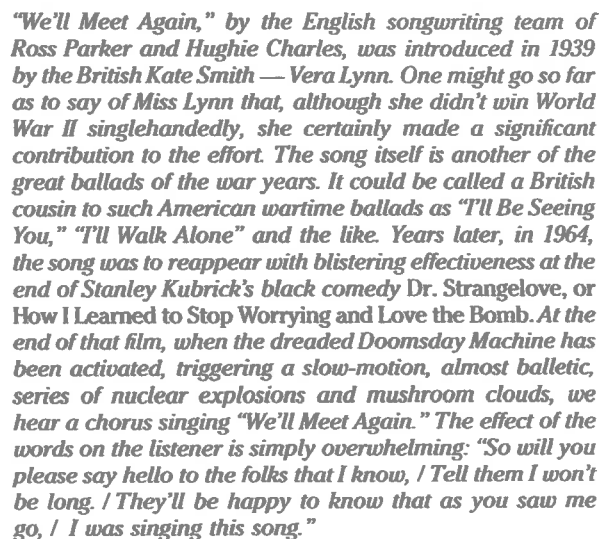 “We’ll Meet Again,” by the English songwriting team of
Ross Parker and Hughie Charles, was introduced in 1939
by the British Kate Smith — Vera Lynn. One might go so far
as to say of Miss Lynn that, although she didn’t win World
War II singlehandedly, she certainly made a significant
contribution to the effort. The song itself is another of the
great ballads of the war years. It could be called a British
cousin to such American wartime ballads as “I’ll Be Seeing
You,” “I’ll Walk Alone” and the like. Years later, in 1964,
the song was to reappear with blistering effectiveness at the
end of Stanley Kubrick’s black comedy Dr. Strangelove, or
How I Learned to Stop Worrying and Love the Bomb. At the
end of that film, when the dreaded Doomsday Machine has
been activated, triggering a slow-motion, almost balletic,
series of nuclear explosions and mushroom clouds, we
hear a chorus singing “We’ll Meet Again.” The effect of the
words on the listener is simply overwhelming: “So will you
please say hello to the folks that I know, / Tell them I won’t
be long. / They’ll be happy to know that as you saw me
go, / I was singing this song.”